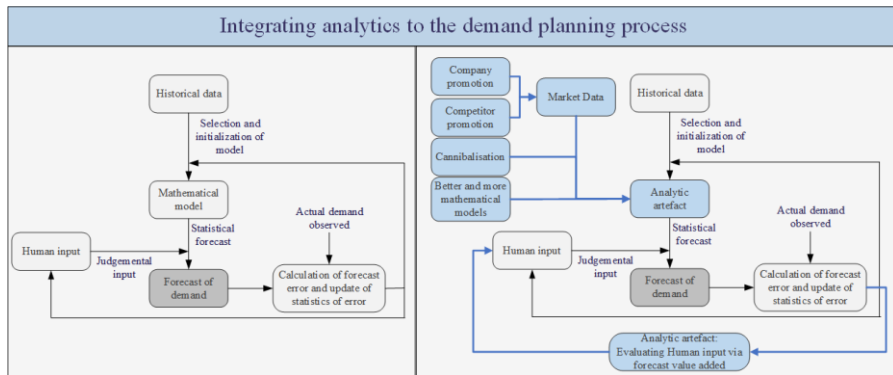 Integrating analytics to the demand planning process
Historical data
Selection and
initialization of
model
Mathematical
model
Statistical
forecast
Actual demand
observed
Human input
Judgemental
input
Forecast of
demand
Calculation of forecast
error and update of
statistics of error
Company
promotion
Competitor
promotion
Cannibalisation
Better and more
mathematical
models
Market Data
Historical data
Selection and
initialization of
model
Analytic
artefact
Statistical
forecast
Actual demand
observed
Human input
Judgemental
input
Forecast
of demand
Calculation of forecast
error and update of
statistics of error
Analytic artefact:
Evaluating Human input via
forecast value added